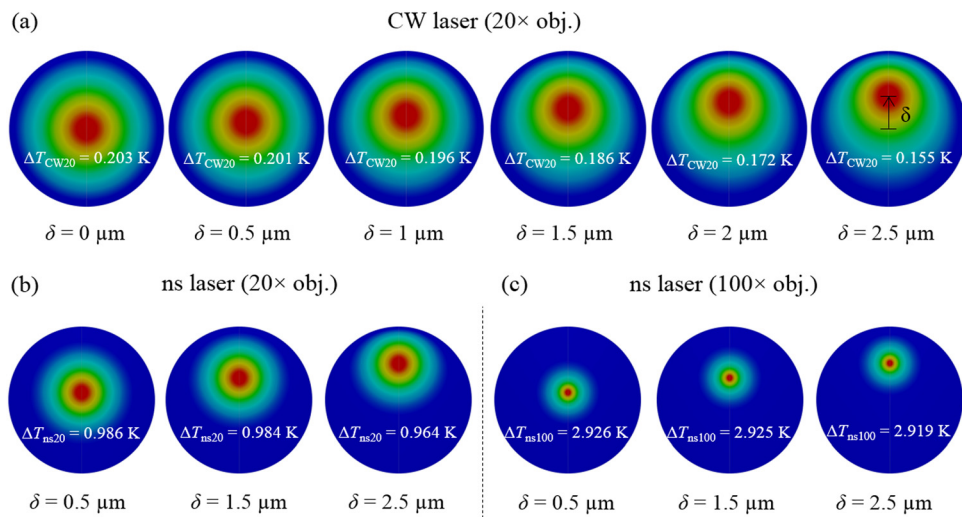 (a) CW laser (20× obj.)
ΔT_CW20 = 0.203 K ΔT_CW20 = 0.201 K ΔT_CW20 = 0.196 K ΔT_CW20 = 0.186 K ΔT_CW20 = 0.172 K ΔT_CW20 = 0.155 K
δ
δ = 0 µm δ = 0.5 µm δ = 1 µm δ = 1.5 µm δ = 2 µm δ = 2.5 µm
(b) ns laser (20× obj.)
ΔT_ns20 = 0.986 K ΔT_ns20 = 0.984 K ΔT_ns20 = 0.964 K
δ = 0.5 µm δ = 1.5 µm δ = 2.5 µm
(c) ns laser (100× obj.)
ΔT_ns100 = 2.926 K ΔT_ns100 = 2.925 K ΔT_ns100 = 2.919 K
δ = 0.5 µm δ = 1.5 µm δ = 2.5 µm